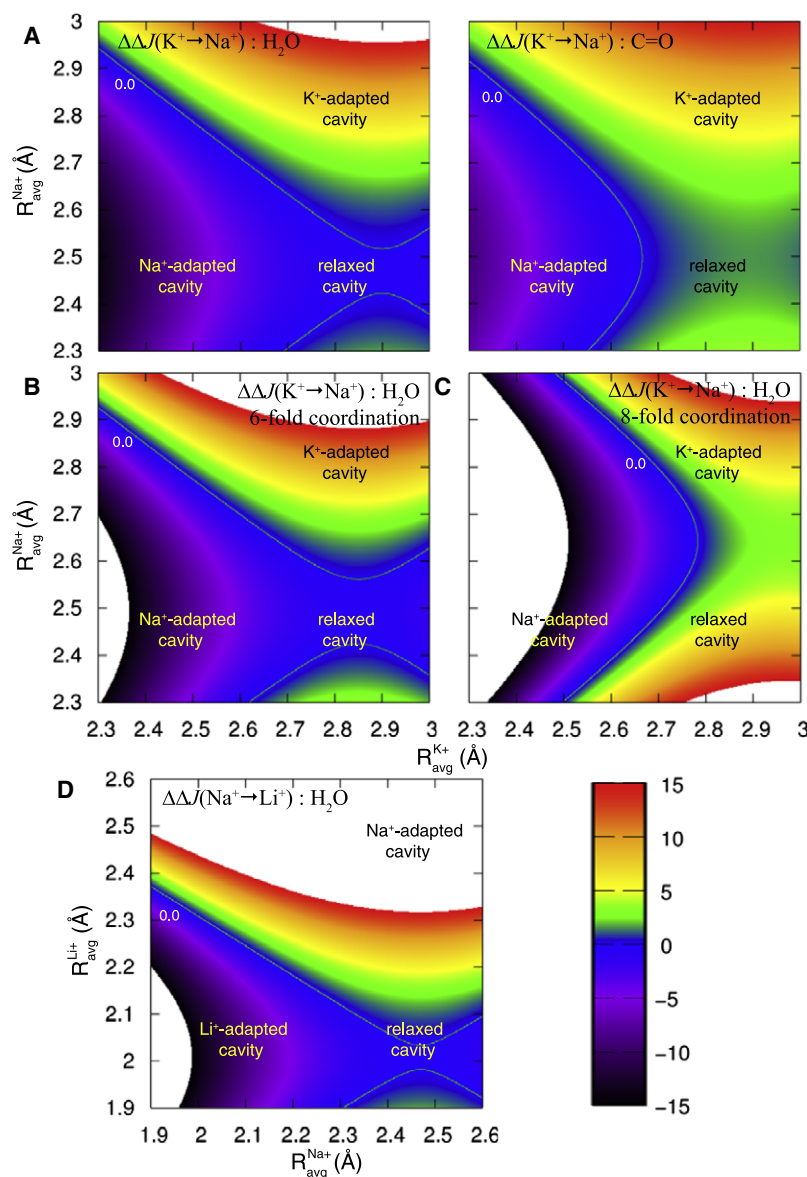 A
ΔΔJ(K⁺→Na⁺) : H₂O
ΔΔJ(K⁺→Na⁺) : C=O
3
2.9
2.8
2.7
2.6
2.5
2.4
2.3
R_avg^Na+ (Å)
0.0
K⁺-adapted
cavity
Na⁺-adapted
cavity
relaxed
cavity
0.0
K⁺-adapted
cavity
Na⁺-adapted
cavity
relaxed
cavity
B
ΔΔJ(K⁺→Na⁺) : H₂O
6-fold coordination
3
2.9
2.8
2.7
2.6
2.5
2.4
2.3
R_avg^Na+ (Å)
0.0
K⁺-adapted
cavity
Na⁺-adapted
cavity
relaxed
cavity
2.3 2.4 2.5 2.6 2.7 2.8 2.9 3
C
ΔΔJ(K⁺→Na⁺) : H₂O
8-fold coordination
0.0
K⁺-adapted
cavity
Na⁺-adapted
cavity
relaxed
cavity
2.3 2.4 2.5 2.6 2.7 2.8 2.9 3
R_avg^K+ (Å)
D
ΔΔJ(Na⁺→Li⁺) : H₂O
2.6
2.5
2.4
2.3
2.2
2.1
2
1.9
R_avg^Li+ (Å)
Na⁺-adapted
cavity
0.0
Li⁺-adapted
cavity
relaxed
cavity
1.9 2 2.1 2.2 2.3 2.4 2.5 2.6
R_avg^Na+ (Å)
15
10
5
0
−5
−10
−15